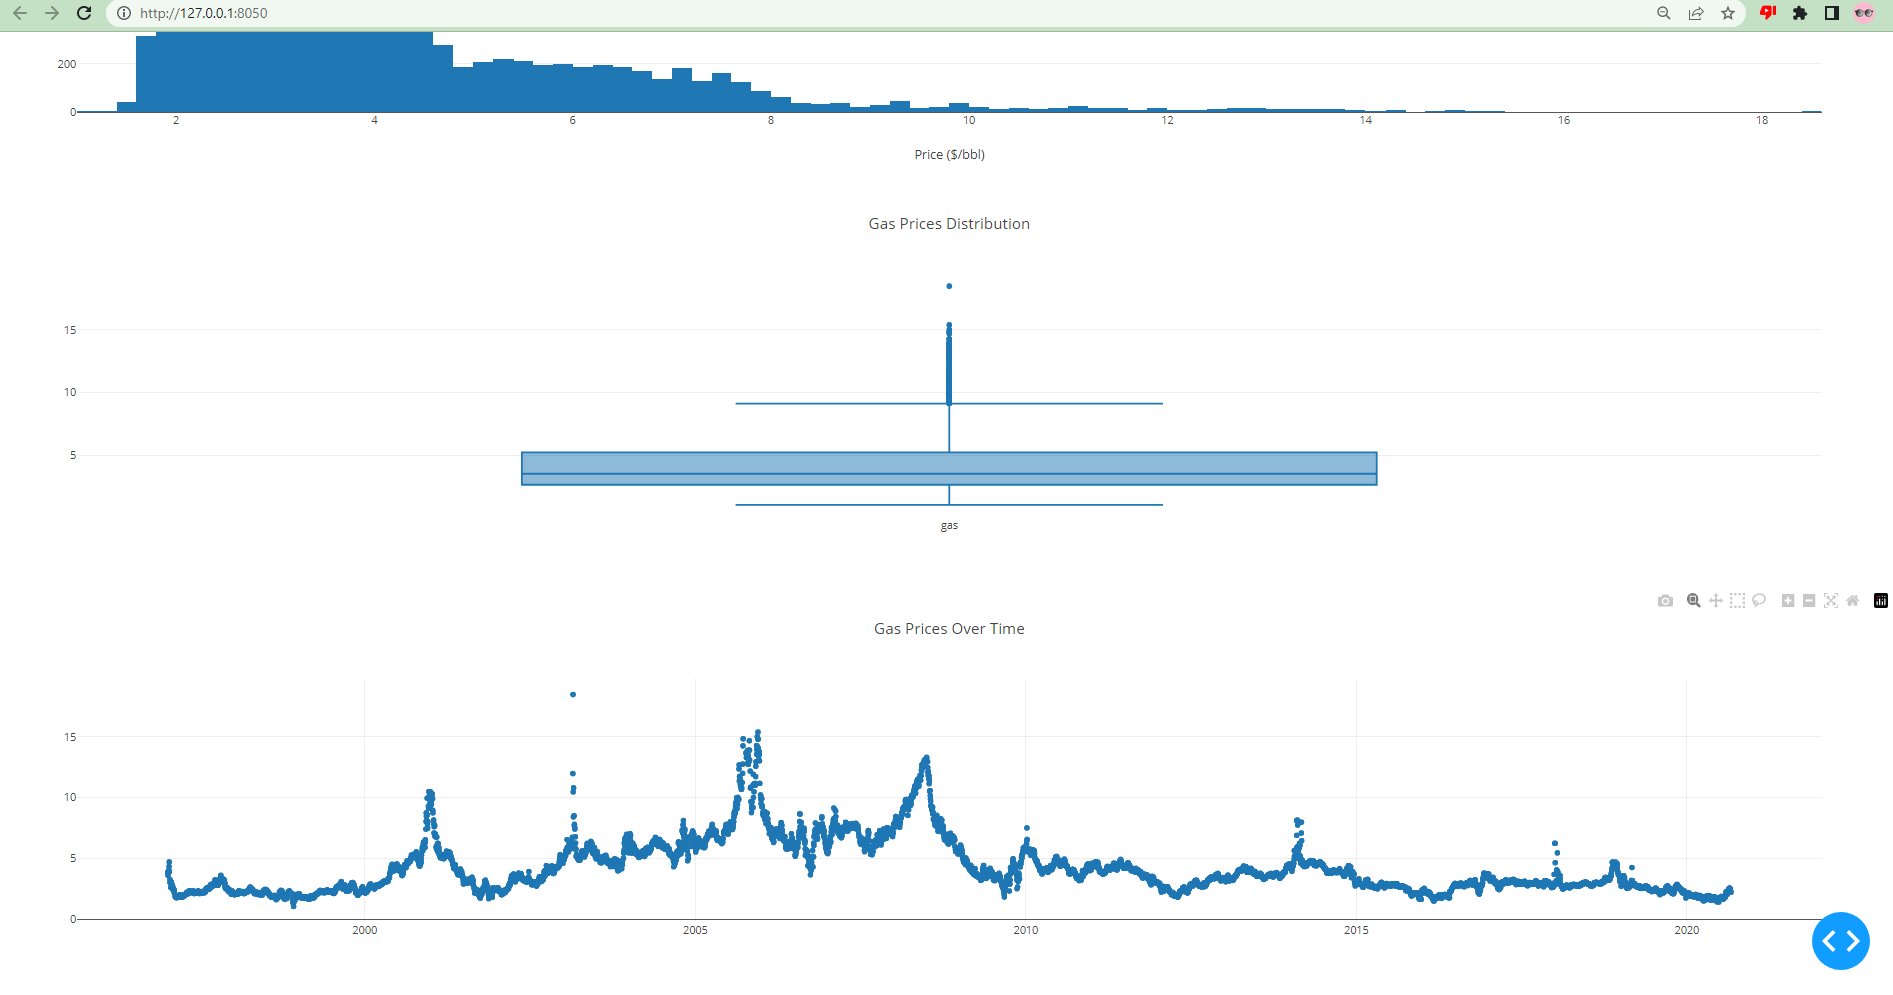 http://127.0.0.1:8050
200
0
2 4 6 8 10 12 14 16 18
Price ($/bbl)
Gas Prices Distribution
15
10
5
gas
Gas Prices Over Time
15
10
5
0
2000 2005 2010 2015 2020